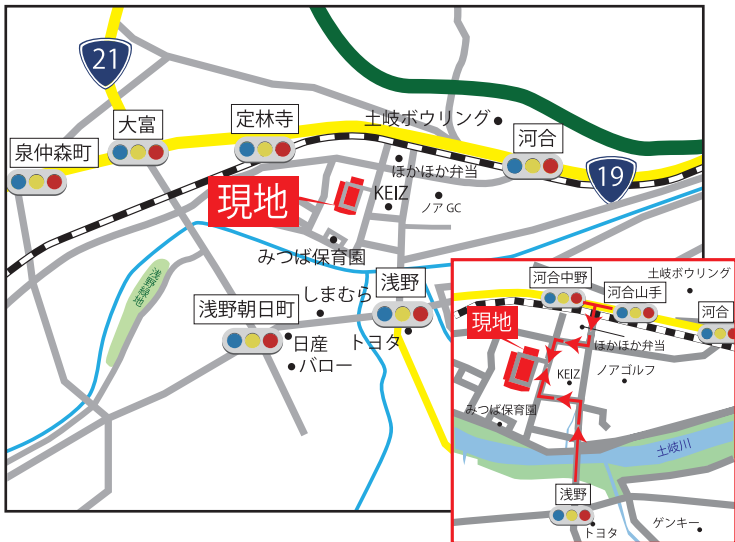 21
大富
定林寺
土岐ボウリング
河合
泉仲森町
ほかほか弁当
19
現地
KEIZ
ノアGC
みつば保育園
浅野緑地
しまむら
浅野
浅野朝日町
日産
トヨタ
バロー
河合中野
土岐ボウリング
河合山手
河合
現地
ほかほか弁当
KEIZ
ノアゴルフ
みつば保育園
土岐川
浅野
トヨタ
ゲンキー